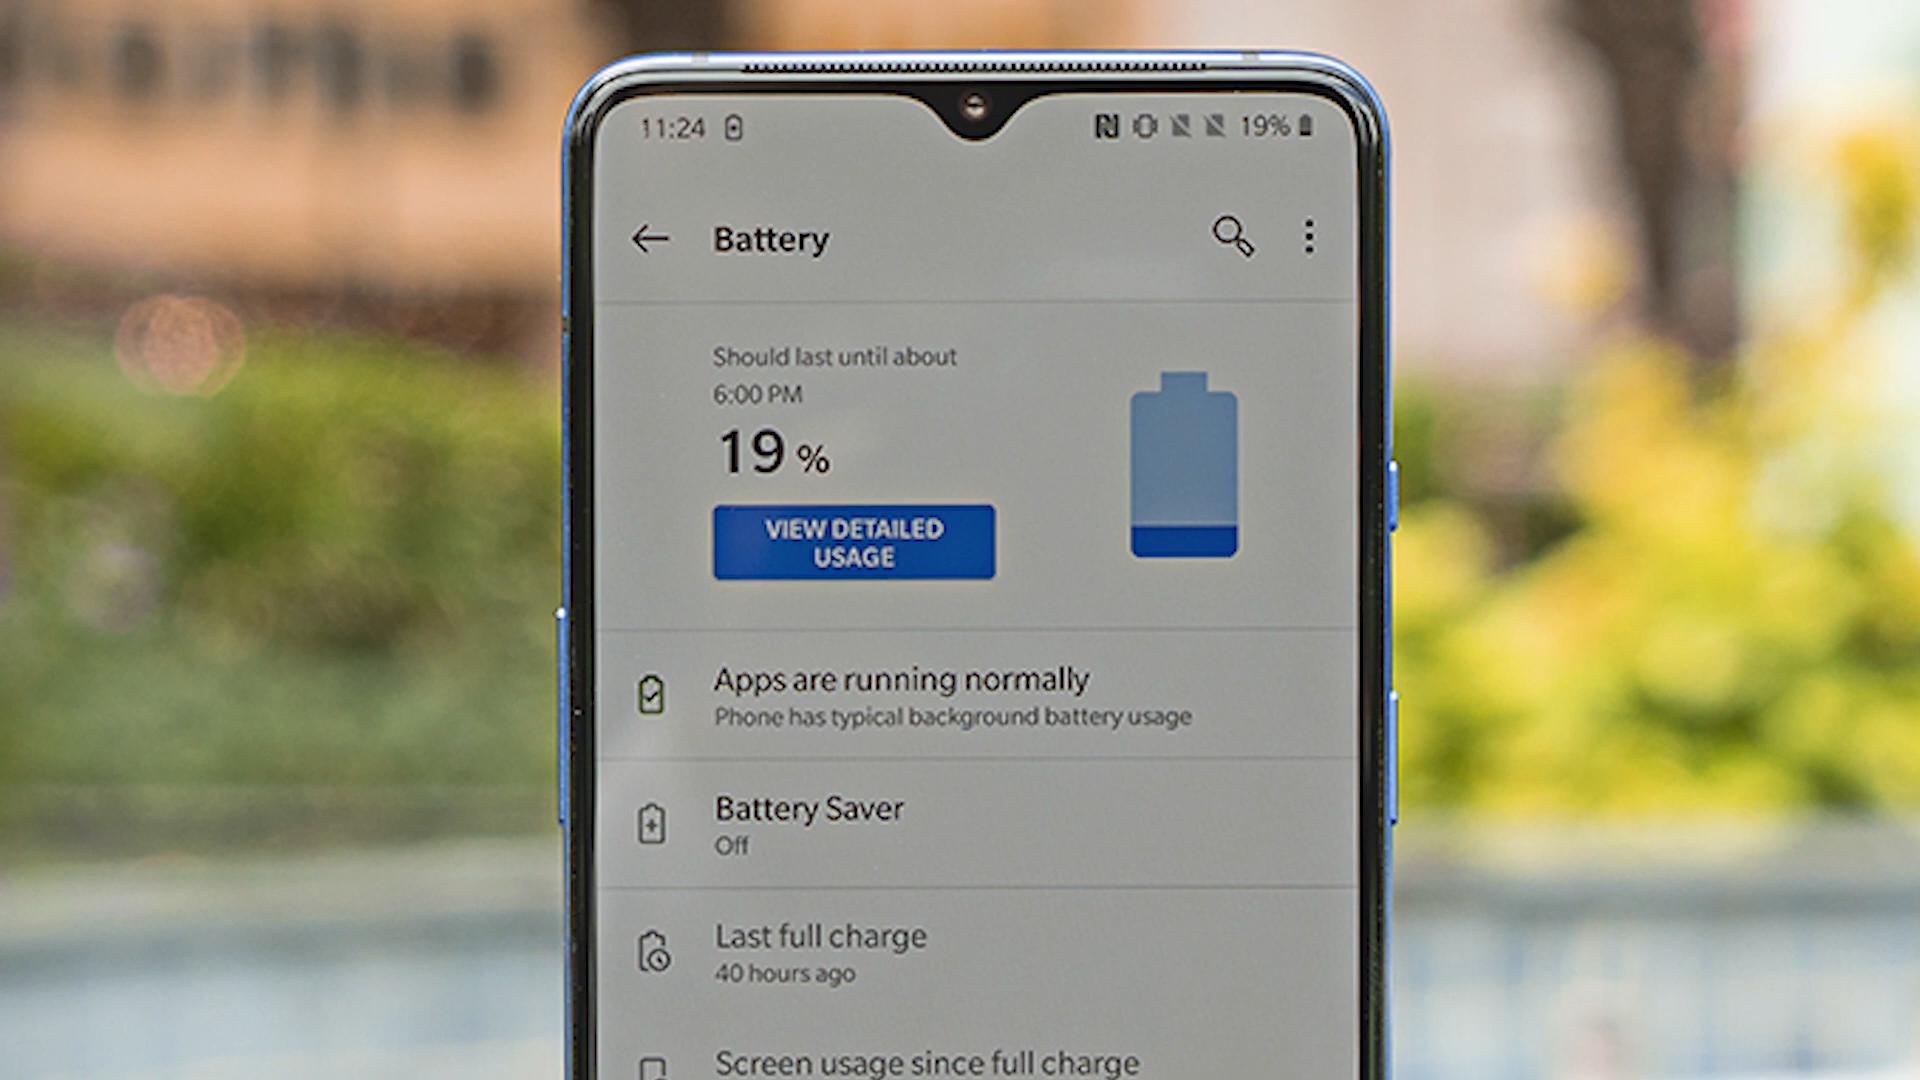 11:24 19%
Battery
Should last until about
6:00 PM
19 %
VIEW DETAILED
USAGE
Apps are running normally
Phone has typical background battery usage
Battery Saver
Off
Last full charge
40 hours ago
Screen usage since full charge